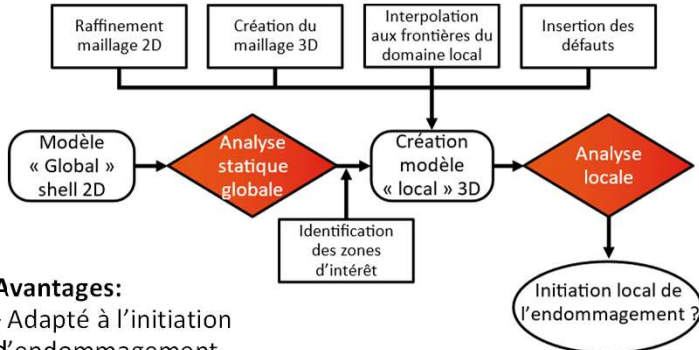 Raffinement
maillage 2D
Création du
maillage 3D
Interpolation
aux frontières du
domaine local
Insertion des
défauts
Modèle
« Global »
shell 2D
Analyse
statique
globale
Création
modèle
« local » 3D
Analyse
locale
Identification
des zones
d'intérêt
Initiation local de
l'endommagement ?
Avantages:
- Adapté à l'initiation
d'endommagement